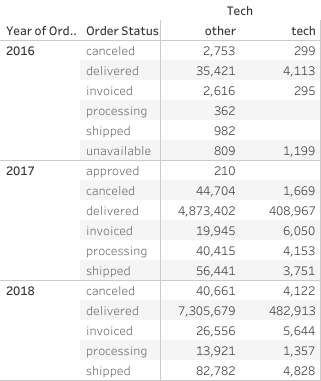 Tech
Year of Ord.. Order Status other tech
2016 canceled 2,753 299
delivered 35,421 4,113
invoiced 2,616 295
processing 362
shipped 982
unavailable 809 1,199
2017 approved 210
canceled 44,704 1,669
delivered 4,873,402 408,967
invoiced 19,945 6,050
processing 40,415 4,153
shipped 56,441 3,751
2018 canceled 40,661 4,122
delivered 7,305,679 482,913
invoiced 26,556 5,644
processing 13,921 1,357
shipped 82,782 4,828